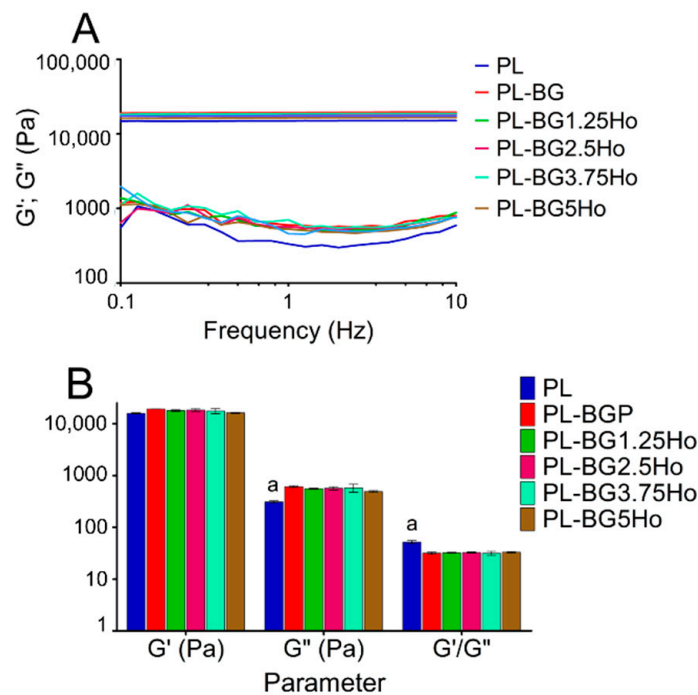 A
100,000
10,000
1000
100
G'; G" (Pa)
0.1
1
10
Frequency (Hz)
PL
PL-BG
PL-BG1.25Ho
PL-BG2.5Ho
PL-BG3.75Ho
PL-BG5Ho
B
10,000
1000
100
10
1
a
a
G' (Pa)
G" (Pa)
G'/G"
Parameter
PL
PL-BGP
PL-BG1.25Ho
PL-BG2.5Ho
PL-BG3.75Ho
PL-BG5Ho